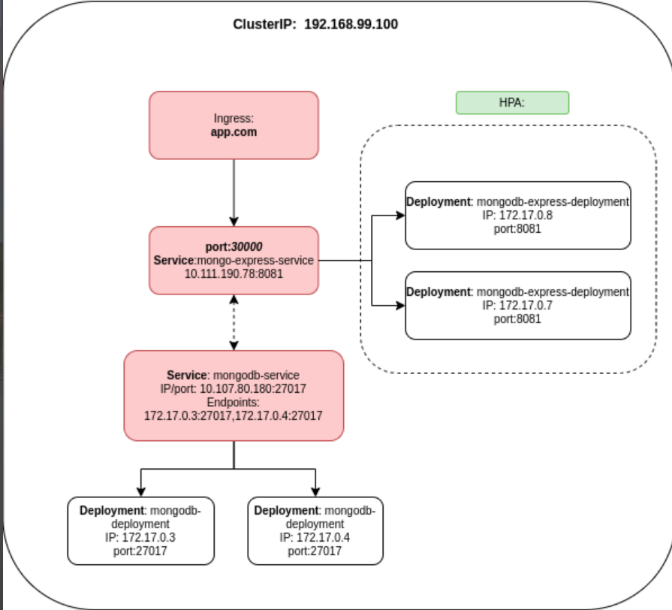 ClusterIP: 192.168.99.100
HPA:
Ingress:
app.com
Deployment: mongodb-express-deployment
IP: 172.17.0.8
port:8081
port:30000
Service:mongo-express-service
10.111.190.78:8081
Deployment: mongodb-express-deployment
IP: 172.17.0.7
port:8081
Service: mongodb-service
IP/port: 10.107.80.180:27017
Endpoints:
172.17.0.3:27017,172.17.0.4:27017
Deployment: mongodb-
deployment
IP: 172.17.0.3
port:27017
Deployment: mongodb-
deployment
IP: 172.17.0.4
port:27017